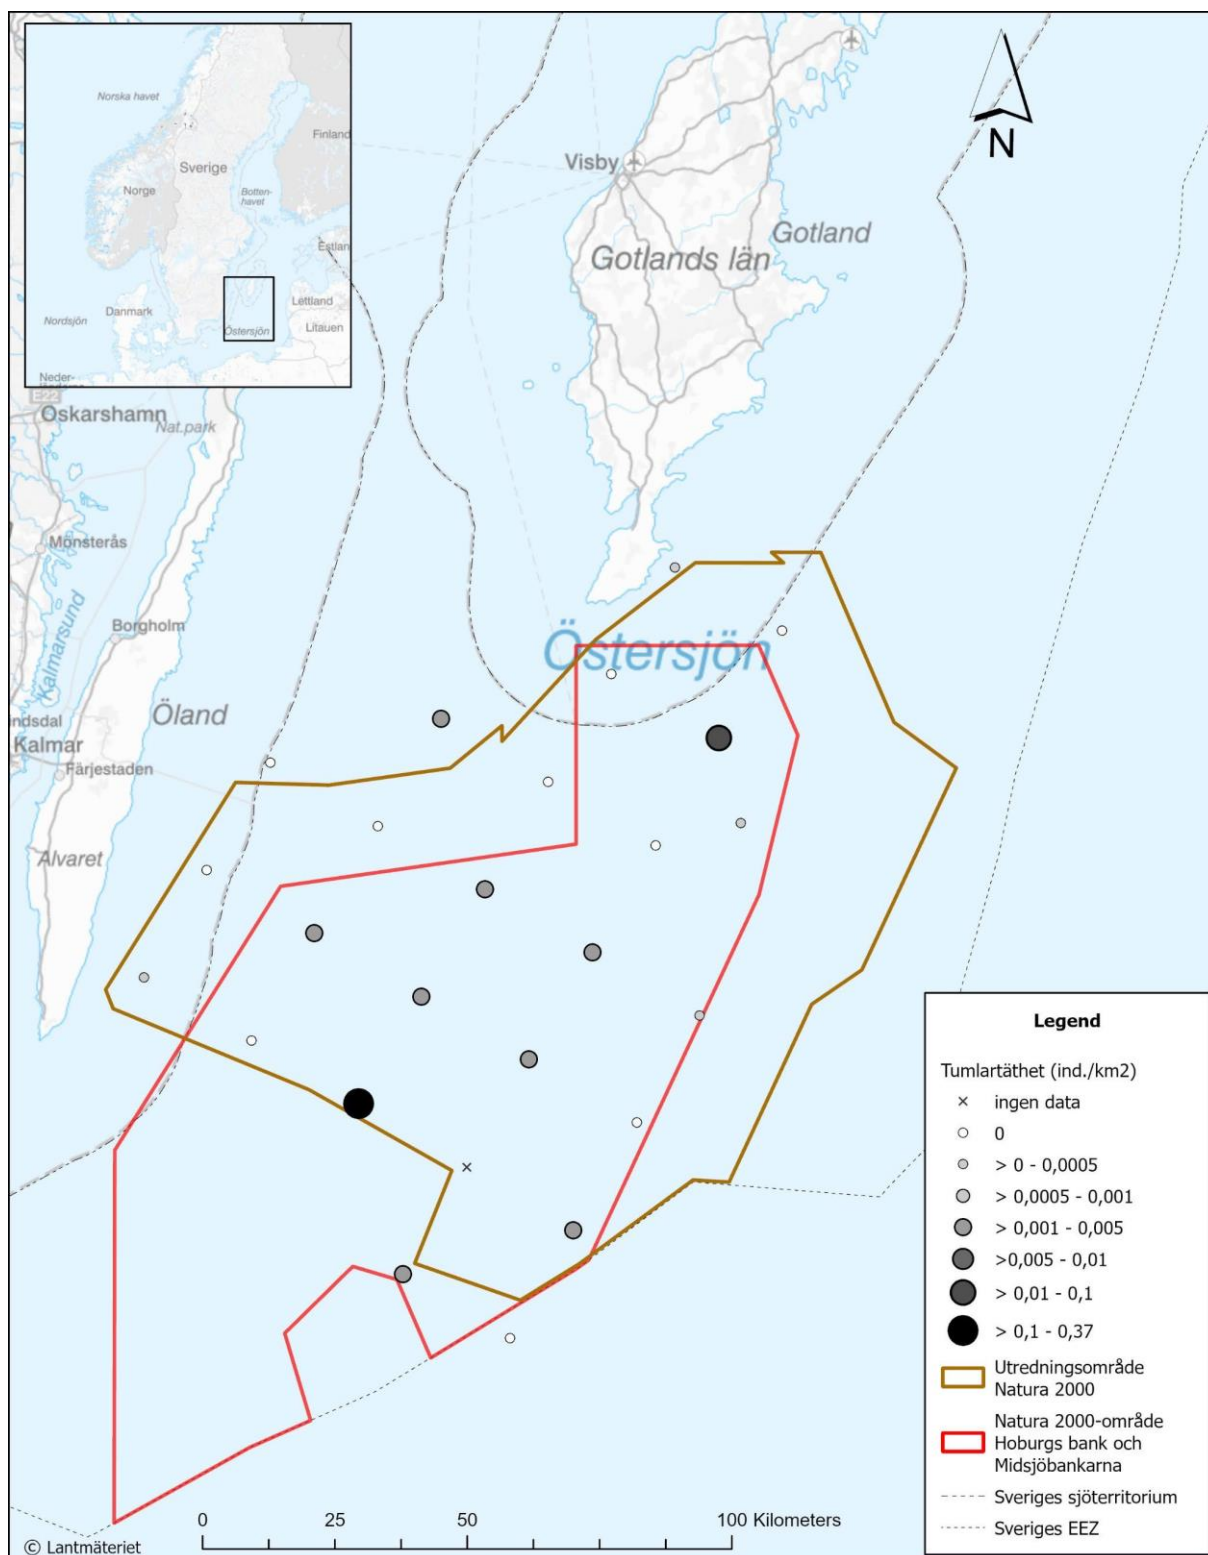 Norska havet
Finland
Sverige
Norge
Botten-
havet
Estlan
Lettland
Danmark
Nordsjön
Litauen
Östersjön
N
Visby
Gotland
Gotlands län
E22
Oskarshamn
Nat.park
Mönsterås
Kalmarsund
Borgholm
Östersjön
Öland
ndsdal
Kalmar
Färjestaden
Alvaret
Legend
Tumlartäthet (ind./km2)
ingen data
0
> 0 - 0,0005
> 0,0005 - 0,001
> 0,001 - 0,005
>0,005 - 0,01
> 0,01 - 0,1
> 0,1 - 0,37
Utredningsområde
Natura 2000
Natura 2000-område
Hoburgs bank och
Midsjöbankarna
Sveriges sjöterritorium
Sveriges EEZ
0 25 50 100 Kilometers
© Lantmäteriet